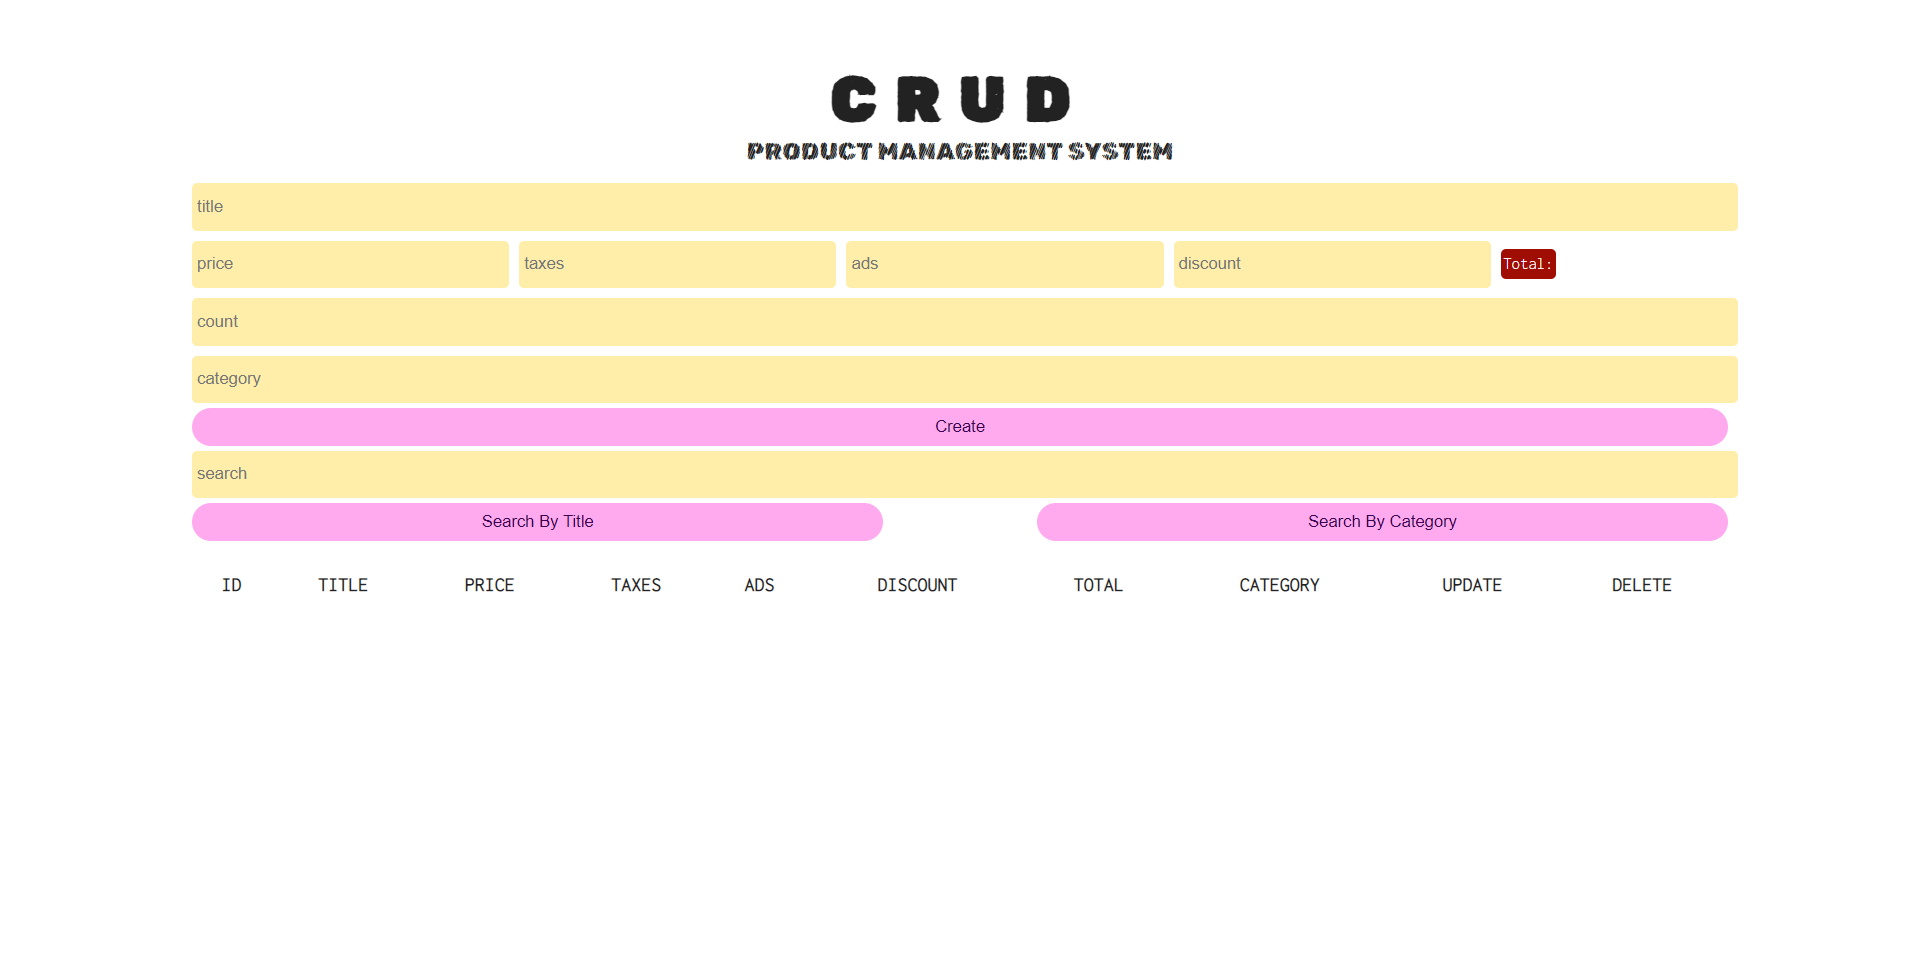 CRUD
PRODUCT MANAGEMENT SYSTEM
title
price taxes ads discount Total:
count
category
Create
search
Search By Title Search By Category
ID TITLE PRICE TAXES ADS DISCOUNT TOTAL CATEGORY UPDATE DELETE